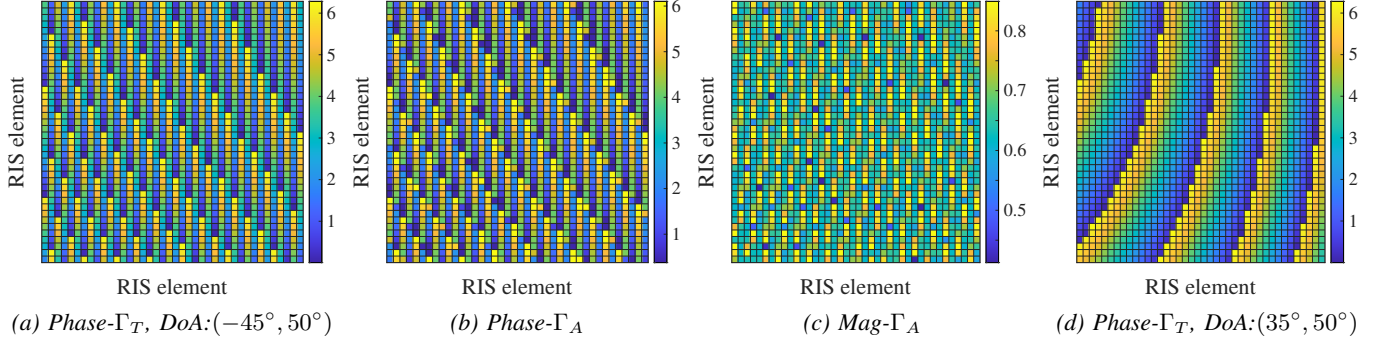 6
5
4
3
2
1
RIS element
RIS element
(a) Phase-Γ_T, DoA:(−45°, 50°)
6
5
4
3
2
1
RIS element
RIS element
(b) Phase-Γ_A
0.8
0.7
0.6
0.5
RIS element
RIS element
(c) Mag-Γ_A
6
5
4
3
2
1
RIS element
RIS element
(d) Phase-Γ_T, DoA:(35°, 50°)